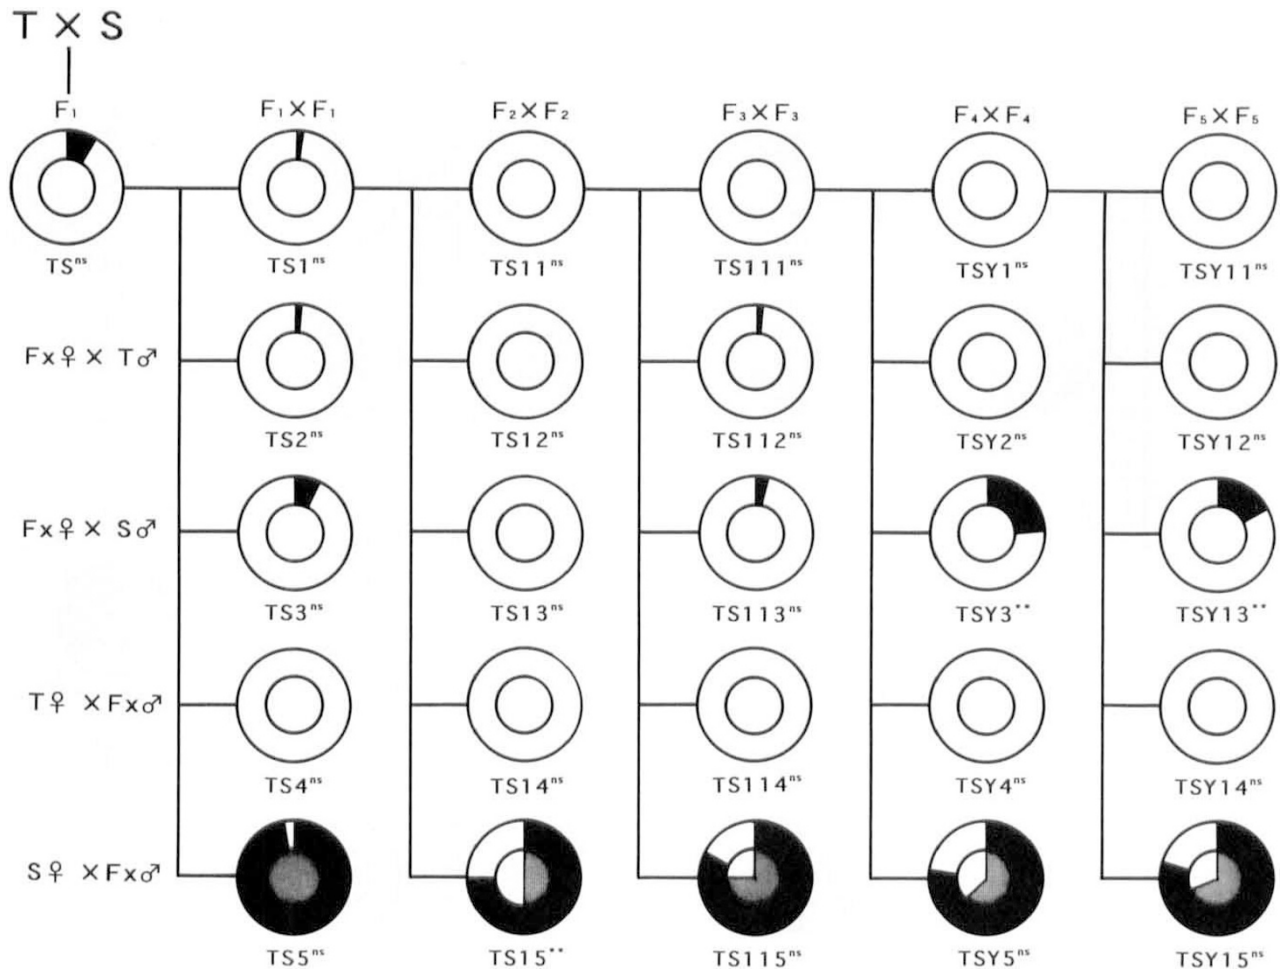 T × S
F₁ F₁×F₁ F₂×F₂ F₃×F₃ F₄×F₄ F₅×F₅
TSⁿˢ TS1ⁿˢ TS11ⁿˢ TS111ⁿˢ TSY1ⁿˢ TSY11ⁿˢ
Fx♀ × T♂
TS2ⁿˢ TS12ⁿˢ TS112ⁿˢ TSY2ⁿˢ TSY12ⁿˢ
Fx♀ × S♂
TS3ⁿˢ TS13ⁿˢ TS113ⁿˢ TSY3** TSY13**
T♀ ×Fx♂
TS4ⁿˢ TS14ⁿˢ TS114ⁿˢ TSY4ⁿˢ TSY14ⁿˢ
S♀ ×Fx♂
TS5ⁿˢ TS15** TS115ⁿˢ TSY5ⁿˢ TSY15ⁿˢ